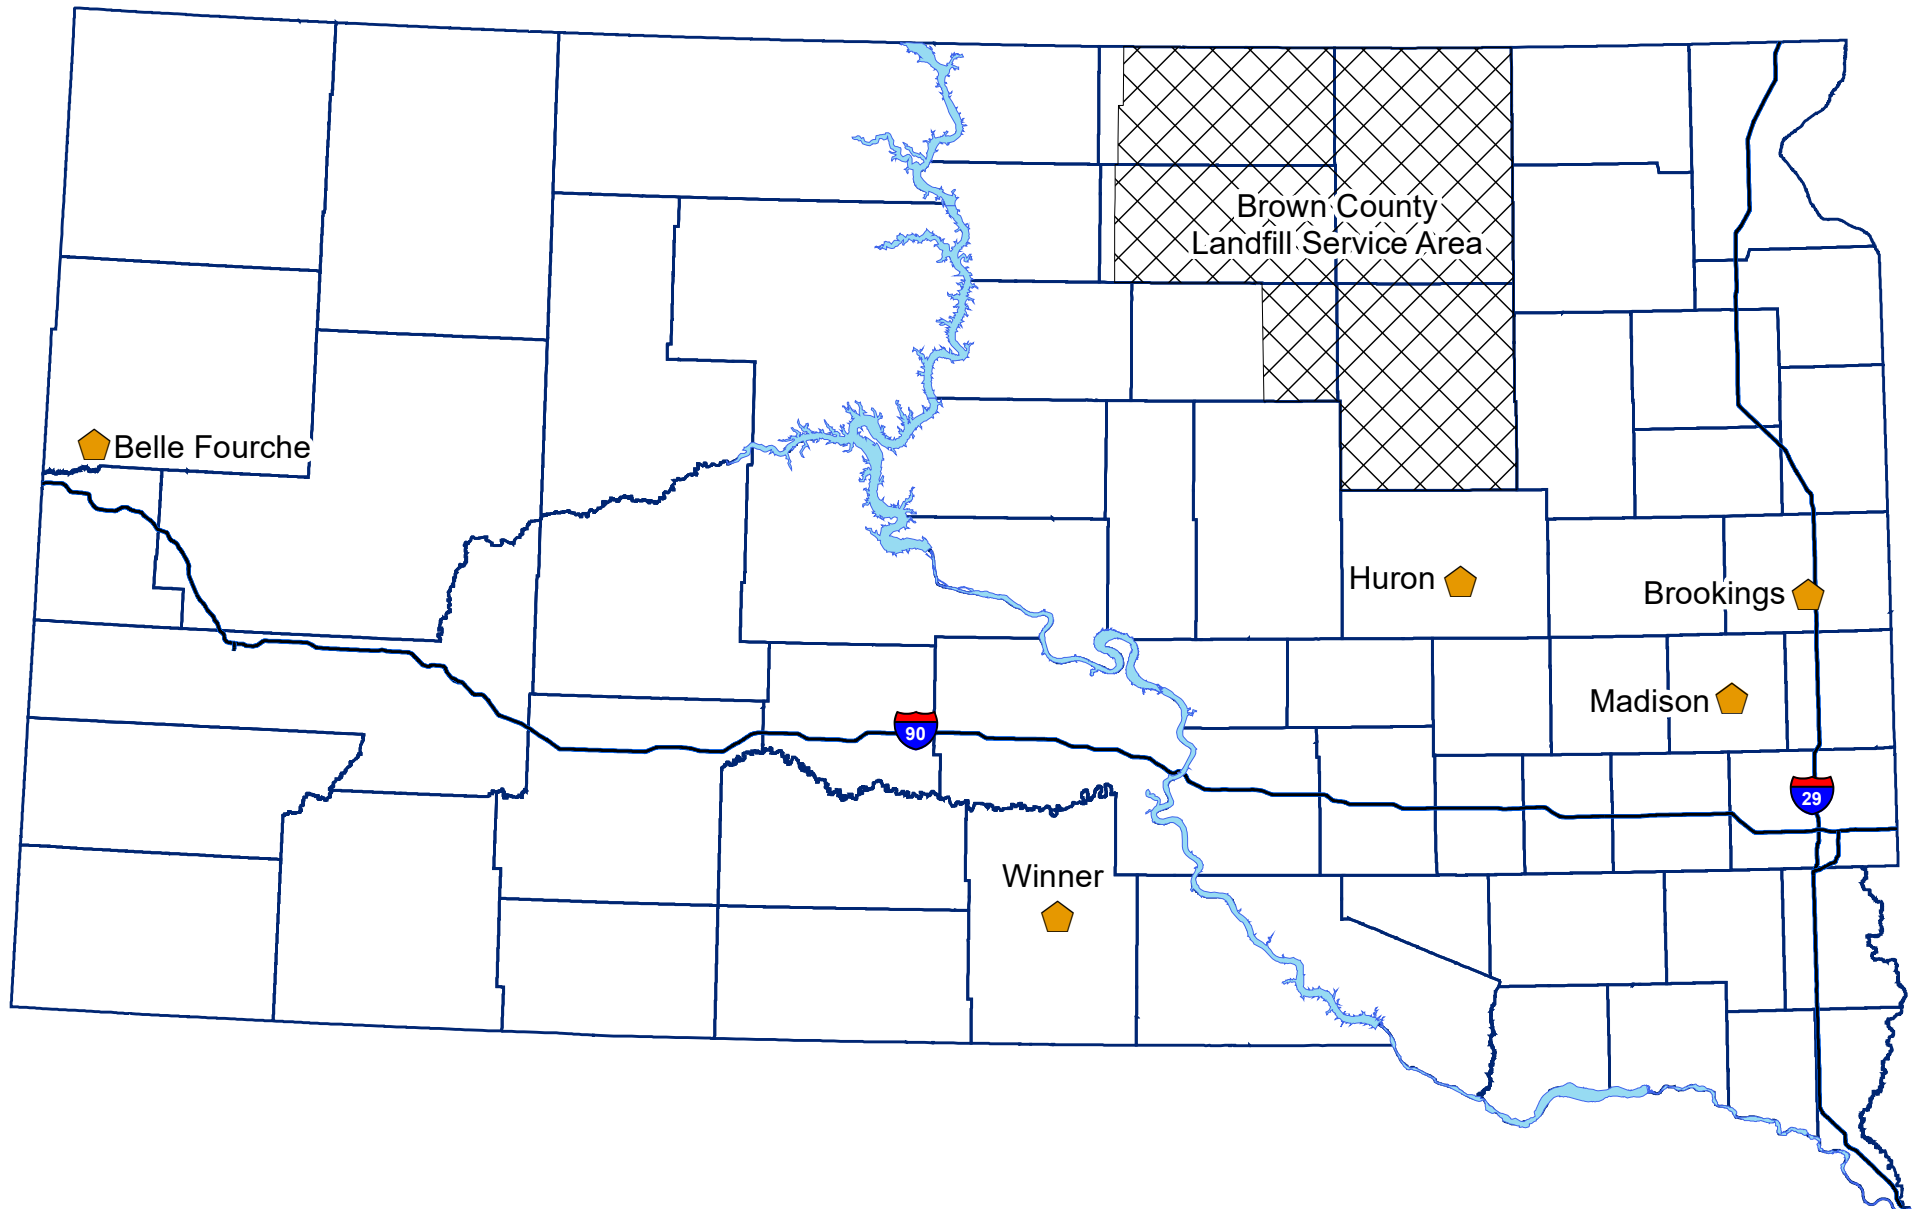 Brown County
Landfill Service Area
Belle Fourche
Huron
Brookings
Madison
90
29
Winner